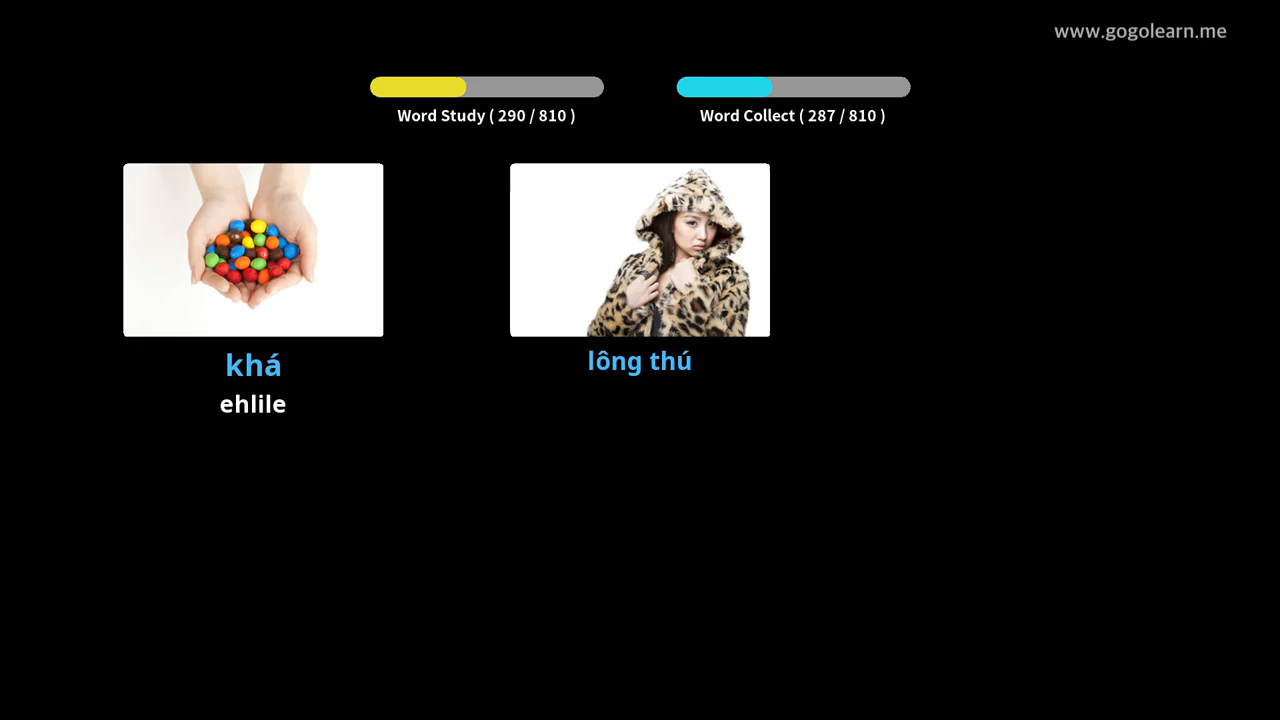 www.gogolearn.me
Word Study ( 290 / 810 )
Word Collect ( 287 / 810 )
khá
ehlile
lông thú